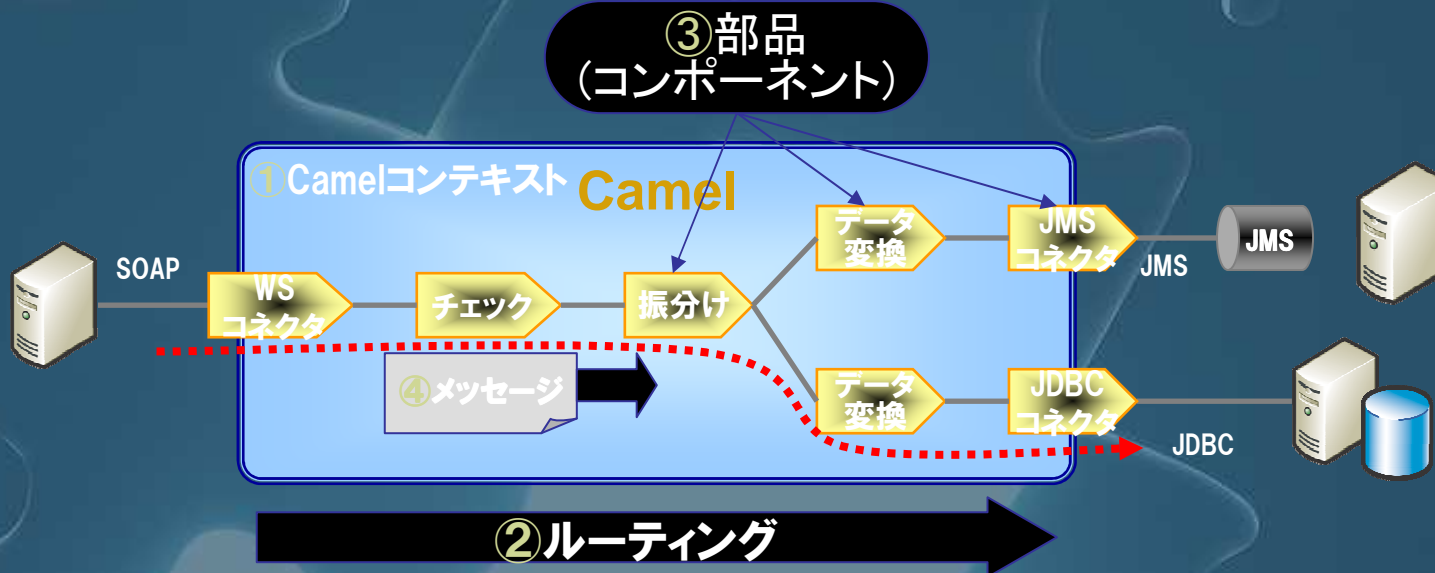 ③部品
(コンポーネント)
①Camelコンテキスト
Camel
SOAP
WS
コネクタ
チェック
振分け
データ
変換
JMS
コネクタ
JMS
JMS
④メッセージ
データ
変換
JDBC
コネクタ
JDBC
②ルーティング